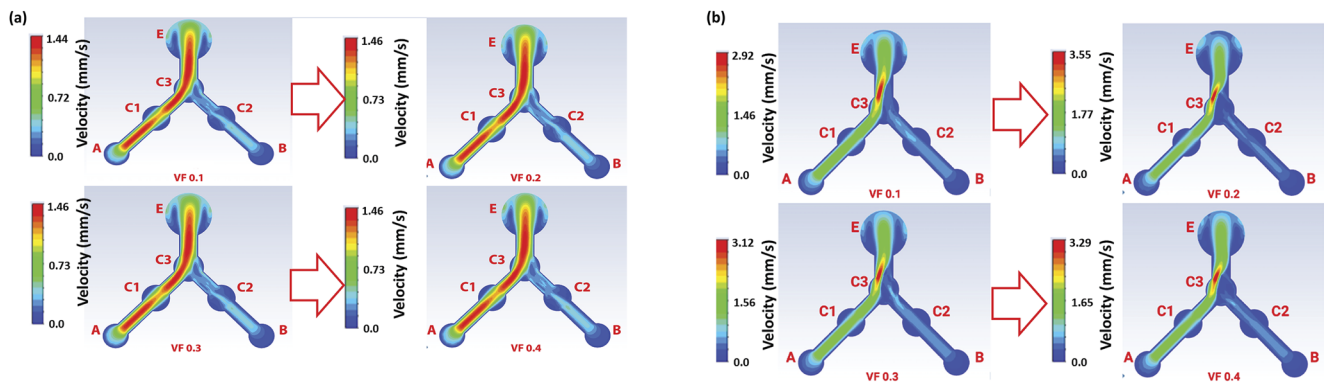 (a)
1.44
0.72
0.0
Velocity (mm/s)
E
C3
C1
C2
A
B
VF 0.1
1.46
0.73
0.0
Velocity (mm/s)
E
C3
C1
C2
A
B
VF 0.2
1.46
0.73
0.0
Velocity (mm/s)
E
C3
C1
C2
A
B
VF 0.3
1.46
0.73
0.0
Velocity (mm/s)
E
C3
C1
C2
A
B
VF 0.4
(b)
2.92
1.46
0.0
Velocity (mm/s)
E
C3
C1
C2
A
B
VF 0.1
3.55
1.77
0.0
Velocity (mm/s)
E
C3
C1
C2
A
B
VF 0.2
3.12
1.56
0.0
Velocity (mm/s)
E
C3
C1
C2
A
B
VF 0.3
3.29
1.65
0.0
Velocity (mm/s)
E
C3
C1
C2
A
B
VF 0.4